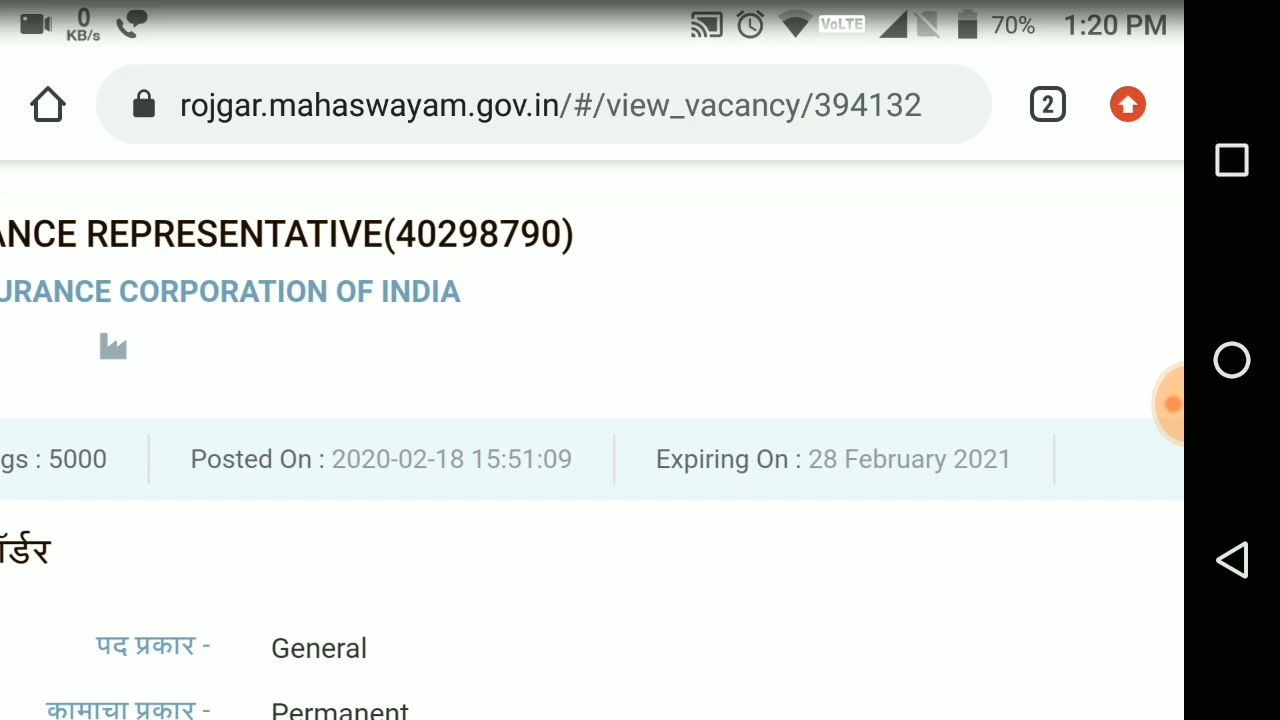 0
KB/s
VoLTE
70%
1:20 PM
rojgar.mahaswayam.gov.in/#/view_vacancy/394132
2
ANCE REPRESENTATIVE(40298790)
URANCE CORPORATION OF INDIA
gs : 5000
Posted On : 2020-02-18 15:51:09
Expiring On : 28 February 2021
ॉर्डर
पद प्रकार - General
कामाचा प्रकार - Permanent